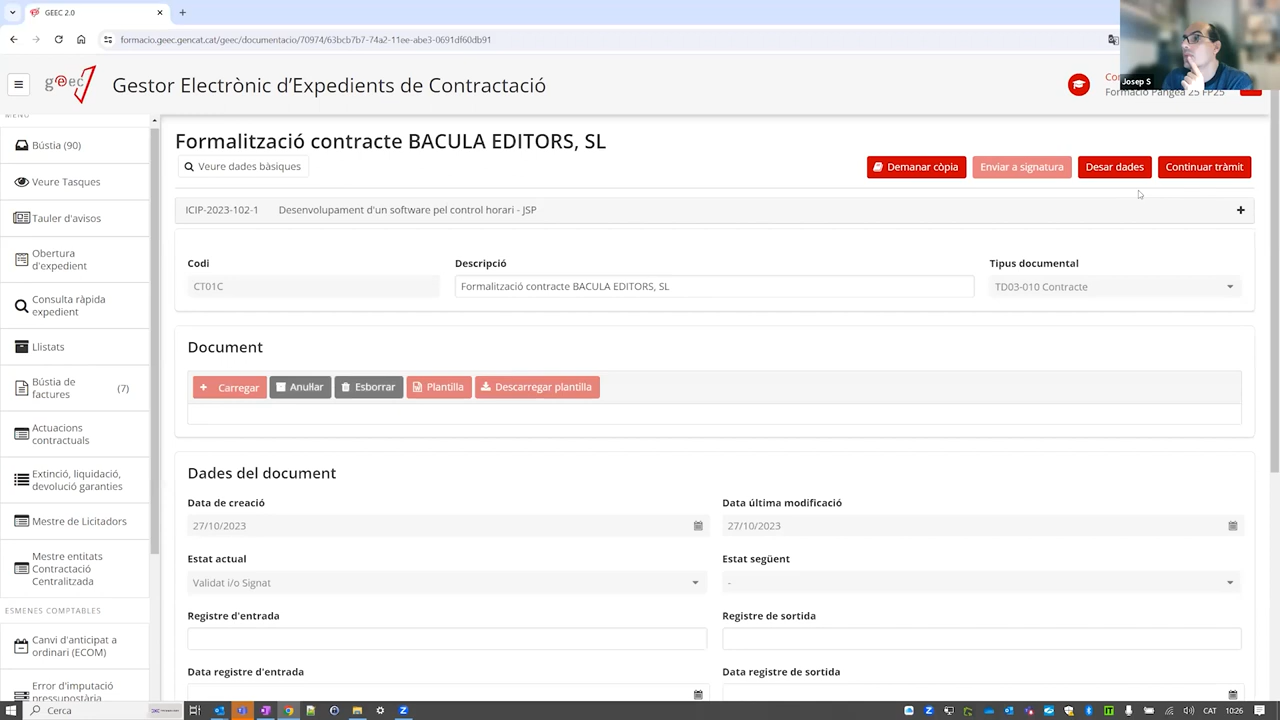 GEEC 2.0
formacio.geec.gencat.cat/geec/documentacio/70974/63bcb7b7-74a2-11ee-abe3-0691df60db91
geec
Gestor Electrònic d'Expedients de Contractació
Josep S
Formació Pangea 25 FP25
MENÚ
Bústia (90)
Veure Tasques
Tauler d'avisos
Obertura
d'expedient
Consulta ràpida
expedient
Llistats
Bústia de
factures
(7)
Actuacions
contractuals
Extinció, liquidació,
devolució garanties
Mestre de Licitadors
Mestre entitats
Contractació
Centralitzada
ESMENES COMPTABLES
Canvi d'anticipat a
ordinari (ECOM)
Error d'imputació
pressupostària
Formalització contracte BACULA EDITORS, SL
Veure dades bàsiques
Demanar còpia
Enviar a signatura
Desar dades
Continuar tràmit
ICIP-2023-102-1 Desenvolupament d'un software pel control horari - JSP
Codi
CT01C
Descripció
Formalització contracte BACULA EDITORS, SL
Tipus documental
TD03-010 Contracte
Document
Carregar
Anul·lar
Esborrar
Plantilla
Descarregar plantilla
Dades del document
Data de creació
27/10/2023
Data última modificació
27/10/2023
Estat actual
Validat i/o Signat
Estat següent
-
Registre d'entrada
Registre de sortida
Data registre d'entrada
Data registre de sortida
Cerca
CAT
10:26